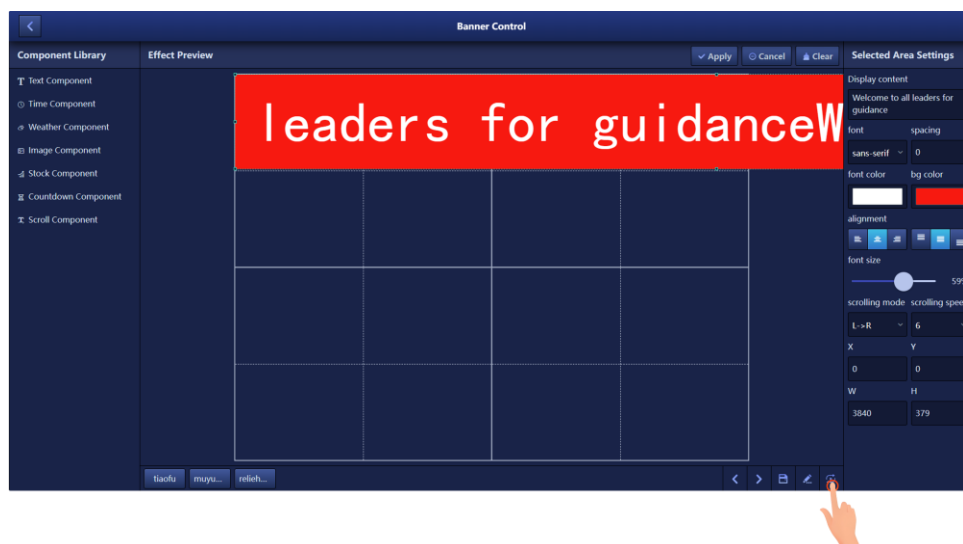 Banner Control
Component Library
Effect Preview
Apply
Cancel
Clear
Selected Area Settings
Text Component
Time Component
Weather Component
Image Component
Stock Component
Countdown Component
Scroll Component
leaders for guidanceW
Display content
Welcome to all leaders for
guidance
font spacing
sans-serif 0
font color bg color
alignment
font size
59
scrolling mode scrolling spee
L->R 6
X Y
0 0
W H
3840 379
tiaofu muyu... relieh...